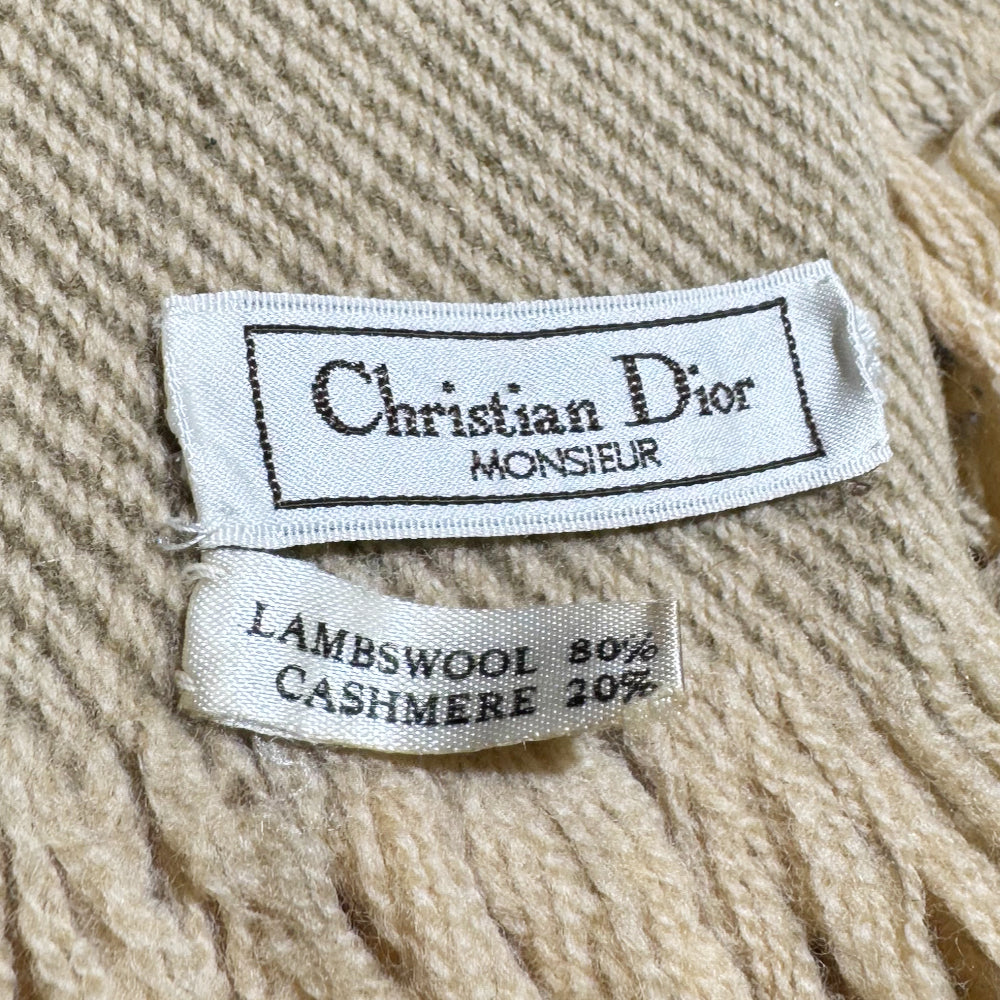 Christian Dior
MONSIEUR
LAMBSWOOL 80%
CASHMERE 20%